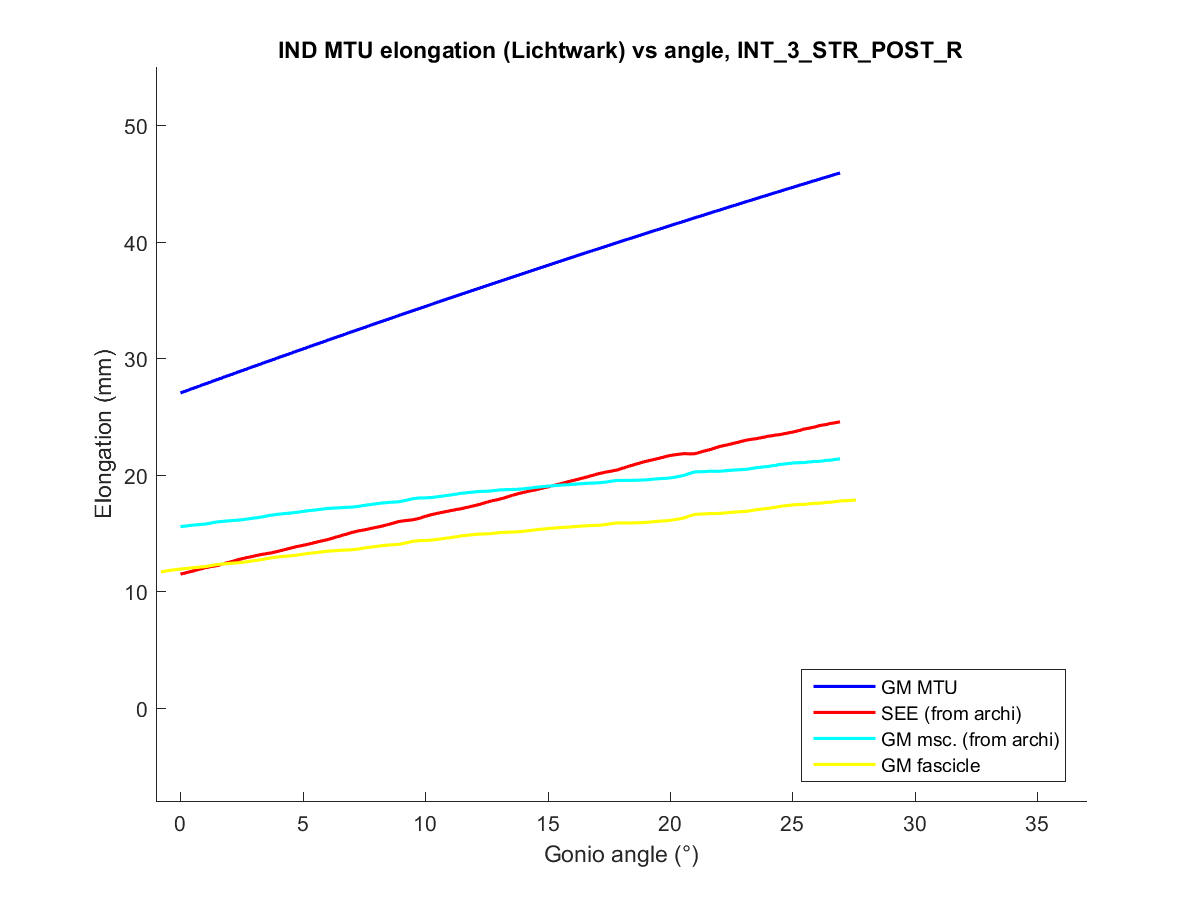 IND MTU elongation (Lichtwark) vs angle, INT_3_STR_POST_R
50
40
30
20
10
0
Elongation (mm)
0 5 10 15 20 25 30 35
Gonio angle (°)
GM MTU
SEE (from archi)
GM msc. (from archi)
GM fascicle